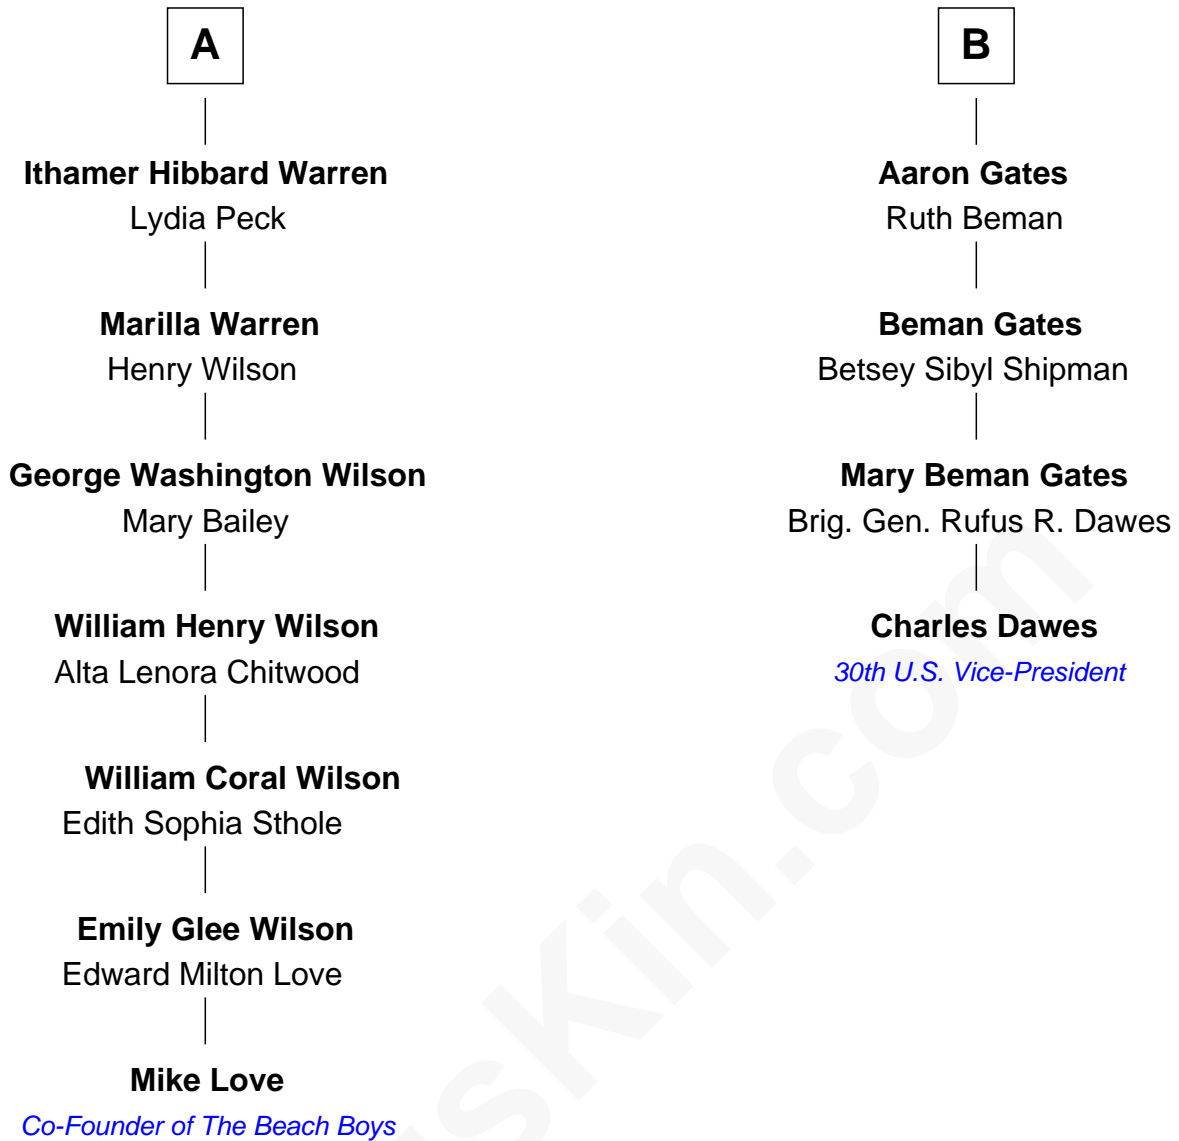 A
Ithamer Hibbard Warren
Lydia Peck
Marilla Warren
Henry Wilson
George Washington Wilson
Mary Bailey
William Henry Wilson
Alta Lenora Chitwood
William Coral Wilson
Edith Sophia Sthole
Emily Glee Wilson
Edward Milton Love
Mike Love
Co-Founder of The Beach Boys
B
Aaron Gates
Ruth Beman
Beman Gates
Betsey Sibyl Shipman
Mary Beman Gates
Brig. Gen. Rufus R. Dawes
Charles Dawes
30th U.S. Vice-President
sKin.com